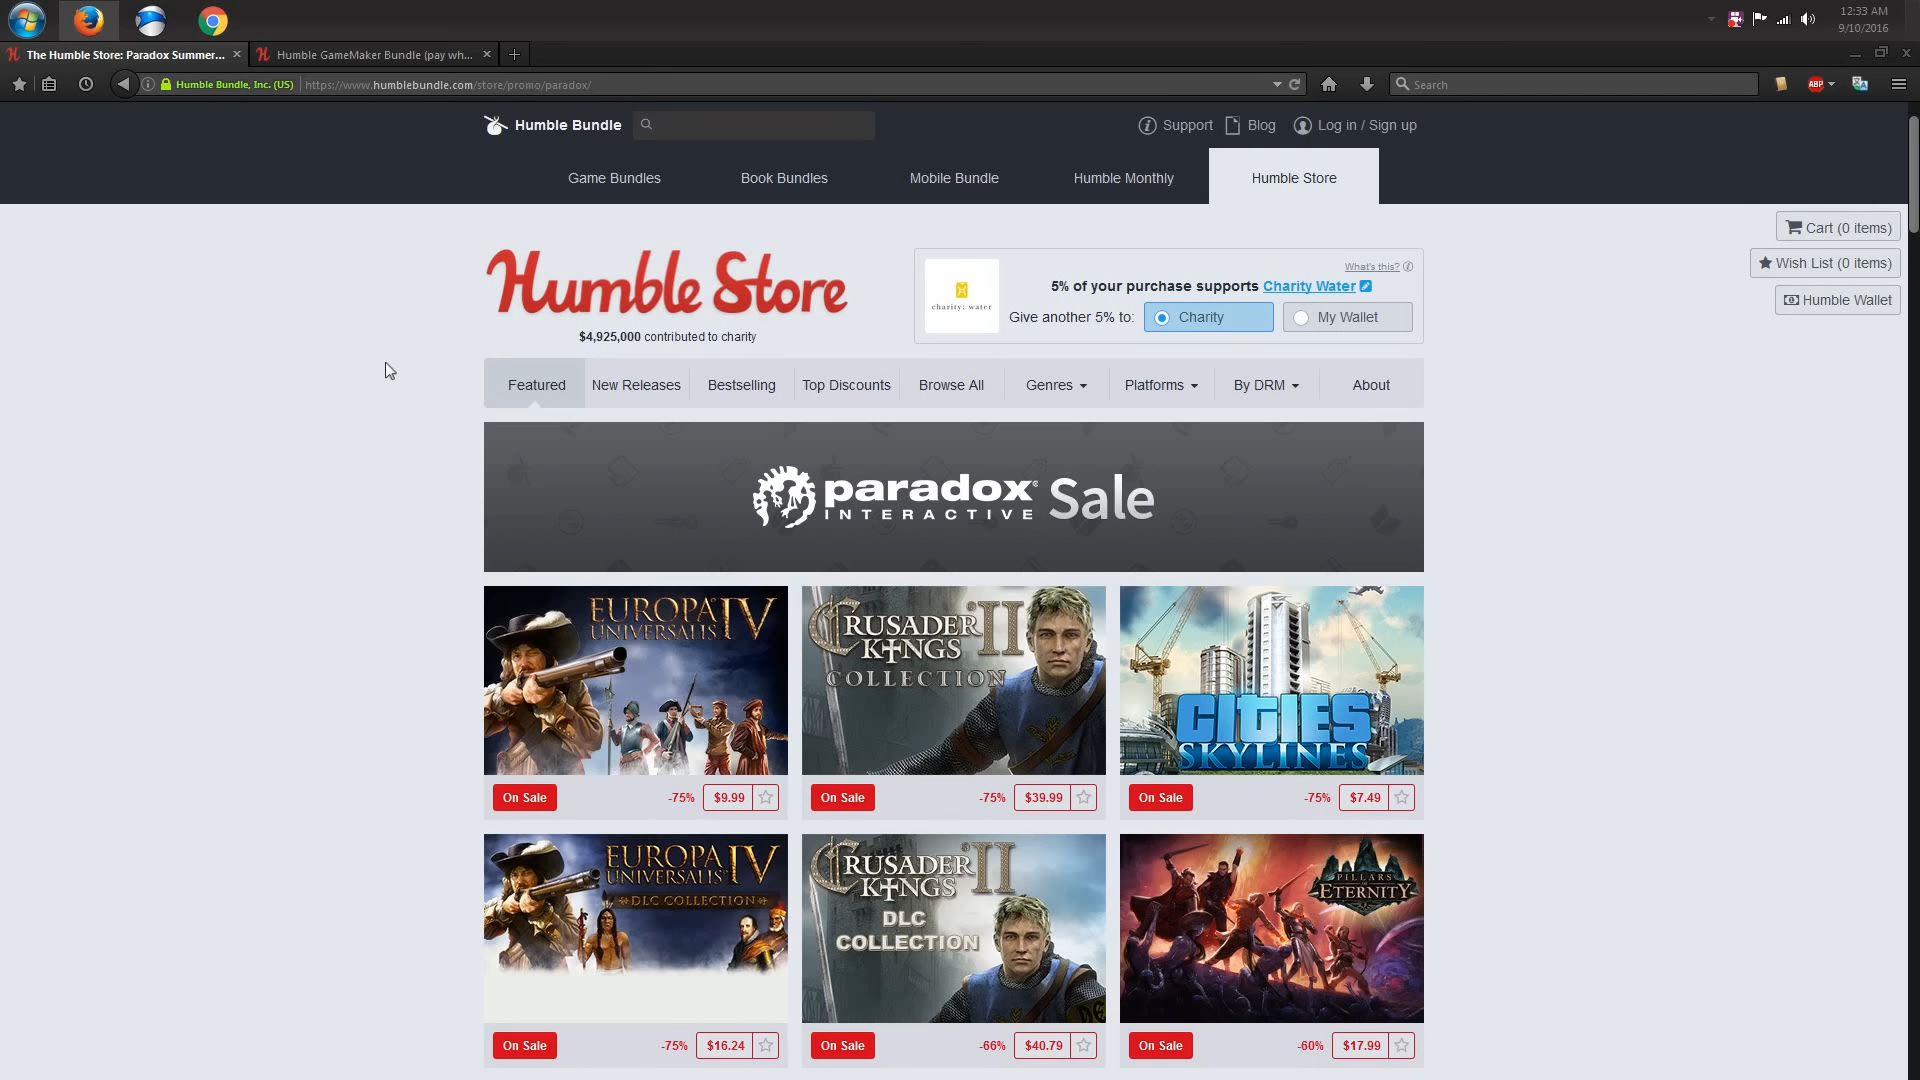 12:33 AM
9/10/2016
The Humble Store: Paradox Summer...
Humble GameMaker Bundle (pay wh...
Humble Bundle, Inc. (US)
https://www.humblebundle.com/store/promo/paradox/
Search
ABP
Humble Bundle
Support
Blog
Log in / Sign up
Game Bundles
Book Bundles
Mobile Bundle
Humble Monthly
Humble Store
Cart (0 items)
Wish List (0 items)
Humble Wallet
Humble Store
$4,925,000 contributed to charity
charity: water
What's this?
5% of your purchase supports Charity Water
Give another 5% to:
Charity
My Wallet
Featured
New Releases
Bestselling
Top Discounts
Browse All
Genres
Platforms
By DRM
About
paradox
INTERACTIVE
Sale
EUROPA
UNIVERSALIS IV
CRUSADER
KINGS II
COLLECTION
CITIES
SKYLINES
On Sale
-75%
$9.99
On Sale
-75%
$39.99
On Sale
-75%
$7.49
EUROPA
UNIVERSALIS IV
DLC COLLECTION
CRUSADER
KINGS II
DLC
COLLECTION
PILLARS
OF
ETERNITY
On Sale
-75%
$16.24
On Sale
-66%
$40.79
On Sale
-60%
$17.99